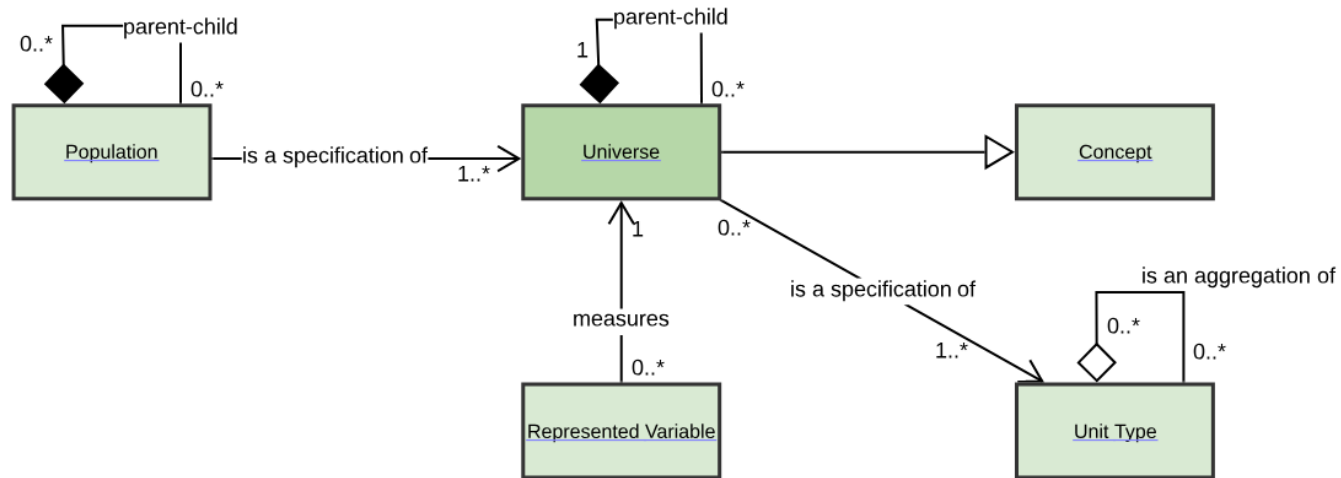 parent-child
0..*
0..*
Population
is a specification of
1..*
parent-child
1
0..*
Universe
Concept
1
measures
0..*
Represented Variable
0..*
is a specification of
1..*
is an aggregation of
0..*
0..*
Unit Type